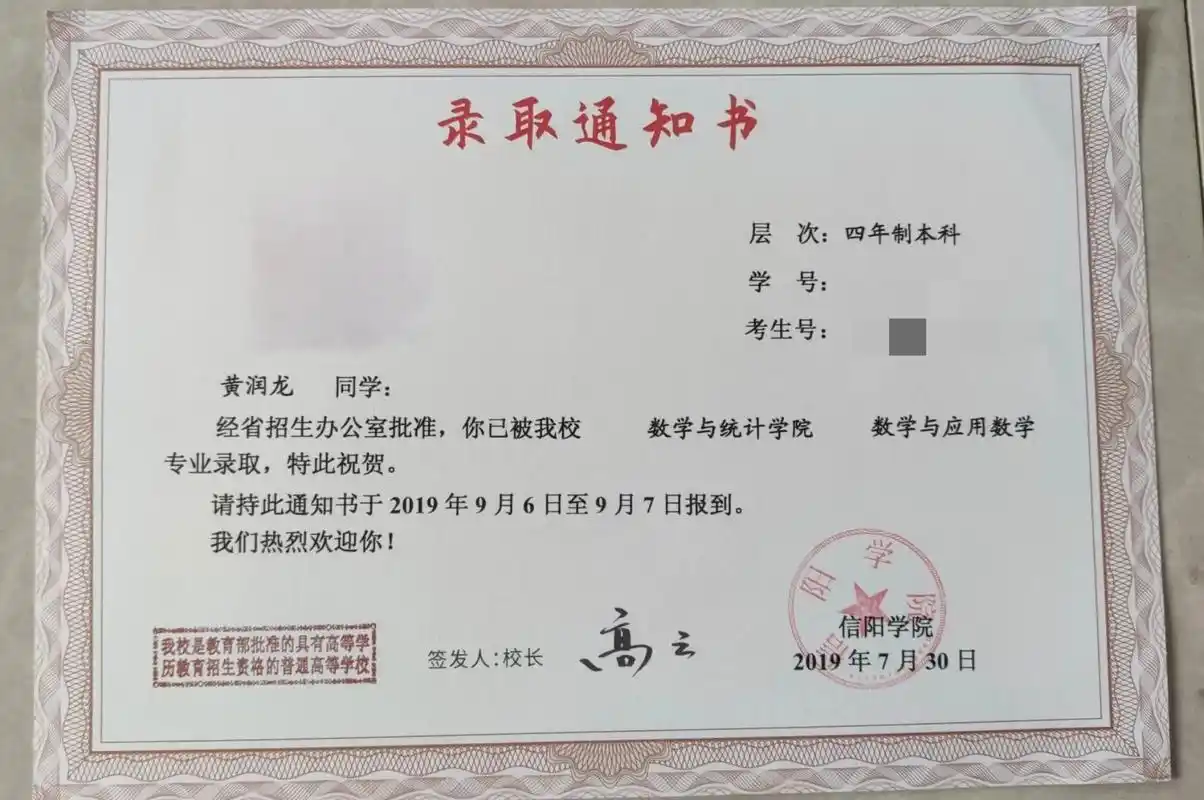 录取通知书
层 次：四年制本科
学 号：
考生号：
黄润龙 同学：
经省招生办公室批准，你已被我校 数学与统计学院 数学与应用数学
专业录取，特此祝贺。
请持此通知书于 2019 年 9 月 6 日至 9 月 7 日报到。
我们热烈欢迎你！
我校是教育部批准的具有高等学
历教育招生资格的普通高等学校
签发人：校长 高云
信阳学院
信阳学院
2019 年 7 月 30 日